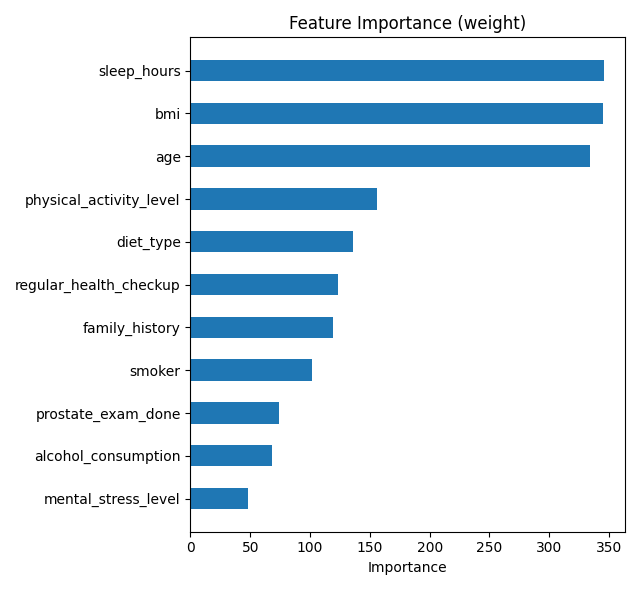 Feature Importance (weight)
sleep_hours
bmi
age
physical_activity_level
diet_type
regular_health_checkup
family_history
smoker
prostate_exam_done
alcohol_consumption
mental_stress_level
0 50 100 150 200 250 300 350
Importance